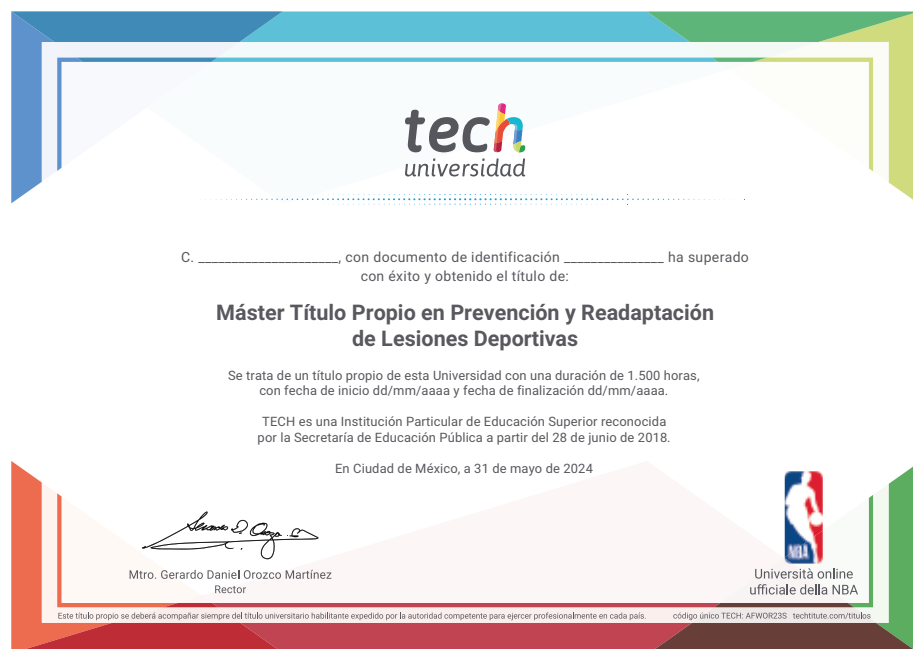 tech
universidad
C. _____________________, con documento de identificación _______________ ha superado
con éxito y obtenido el título de:
Máster Título Propio en Prevención y Readaptación
de Lesiones Deportivas
Se trata de un título propio de esta Universidad con una duración de 1.500 horas,
con fecha de inicio dd/mm/aaaa y fecha de finalización dd/mm/aaaa.
TECH es una Institución Particular de Educación Superior reconocida
por la Secretaría de Educación Pública a partir del 28 de junio de 2018.
En Ciudad de México, a 31 de mayo de 2024
Mtro. Gerardo Daniel Orozco Martínez
Rector
NBA
Università online
ufficiale della NBA
Este título propio se deberá acompañar siempre del título universitario habilitante expedido por la autoridad competente para ejercer profesionalmente en cada país. código único TECH: AFWOR23S techtitute.com/titulos